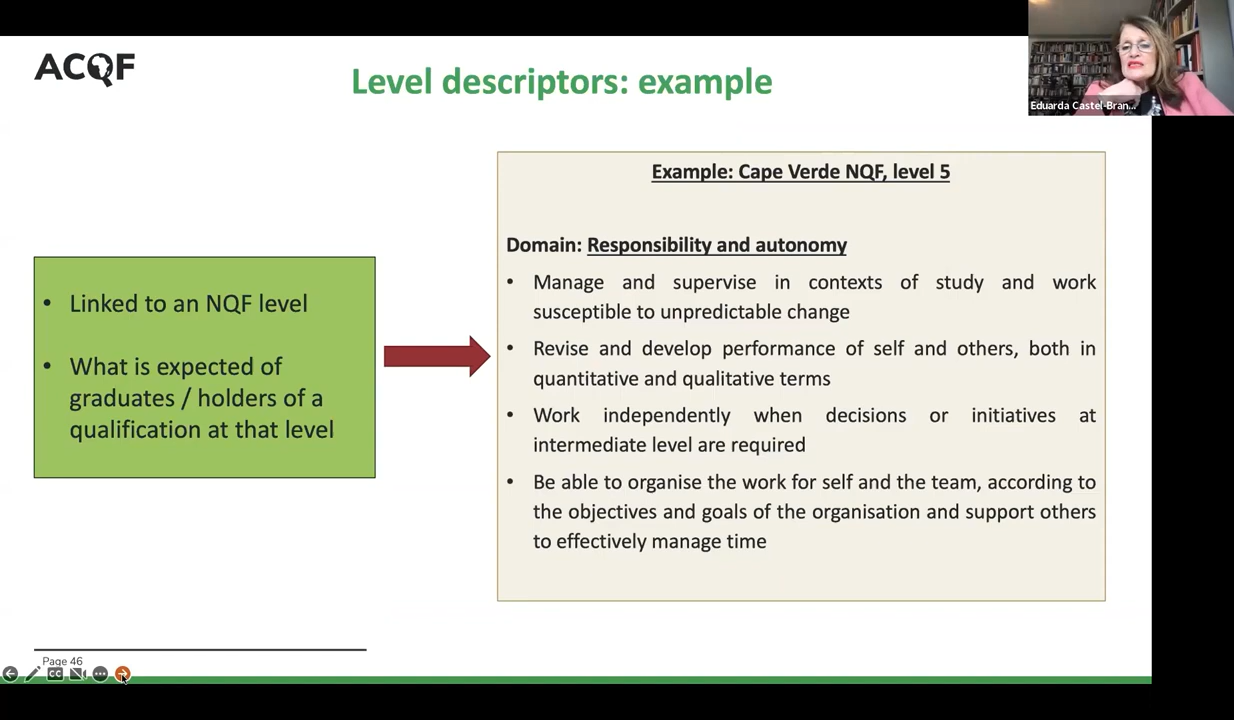 ACQF
Level descriptors: example
Eduarda Castel-Bran...
Example: Cape Verde NQF, level 5
Domain: Responsibility and autonomy
• Manage and supervise in contexts of study and work
susceptible to unpredictable change
• Revise and develop performance of self and others, both in
quantitative and qualitative terms
• Work independently when decisions or initiatives at
intermediate level are required
• Be able to organise the work for self and the team, according to
the objectives and goals of the organisation and support others
to effectively manage time
• Linked to an NQF level
• What is expected of
graduates / holders of a
qualification at that level
Page 46
CC